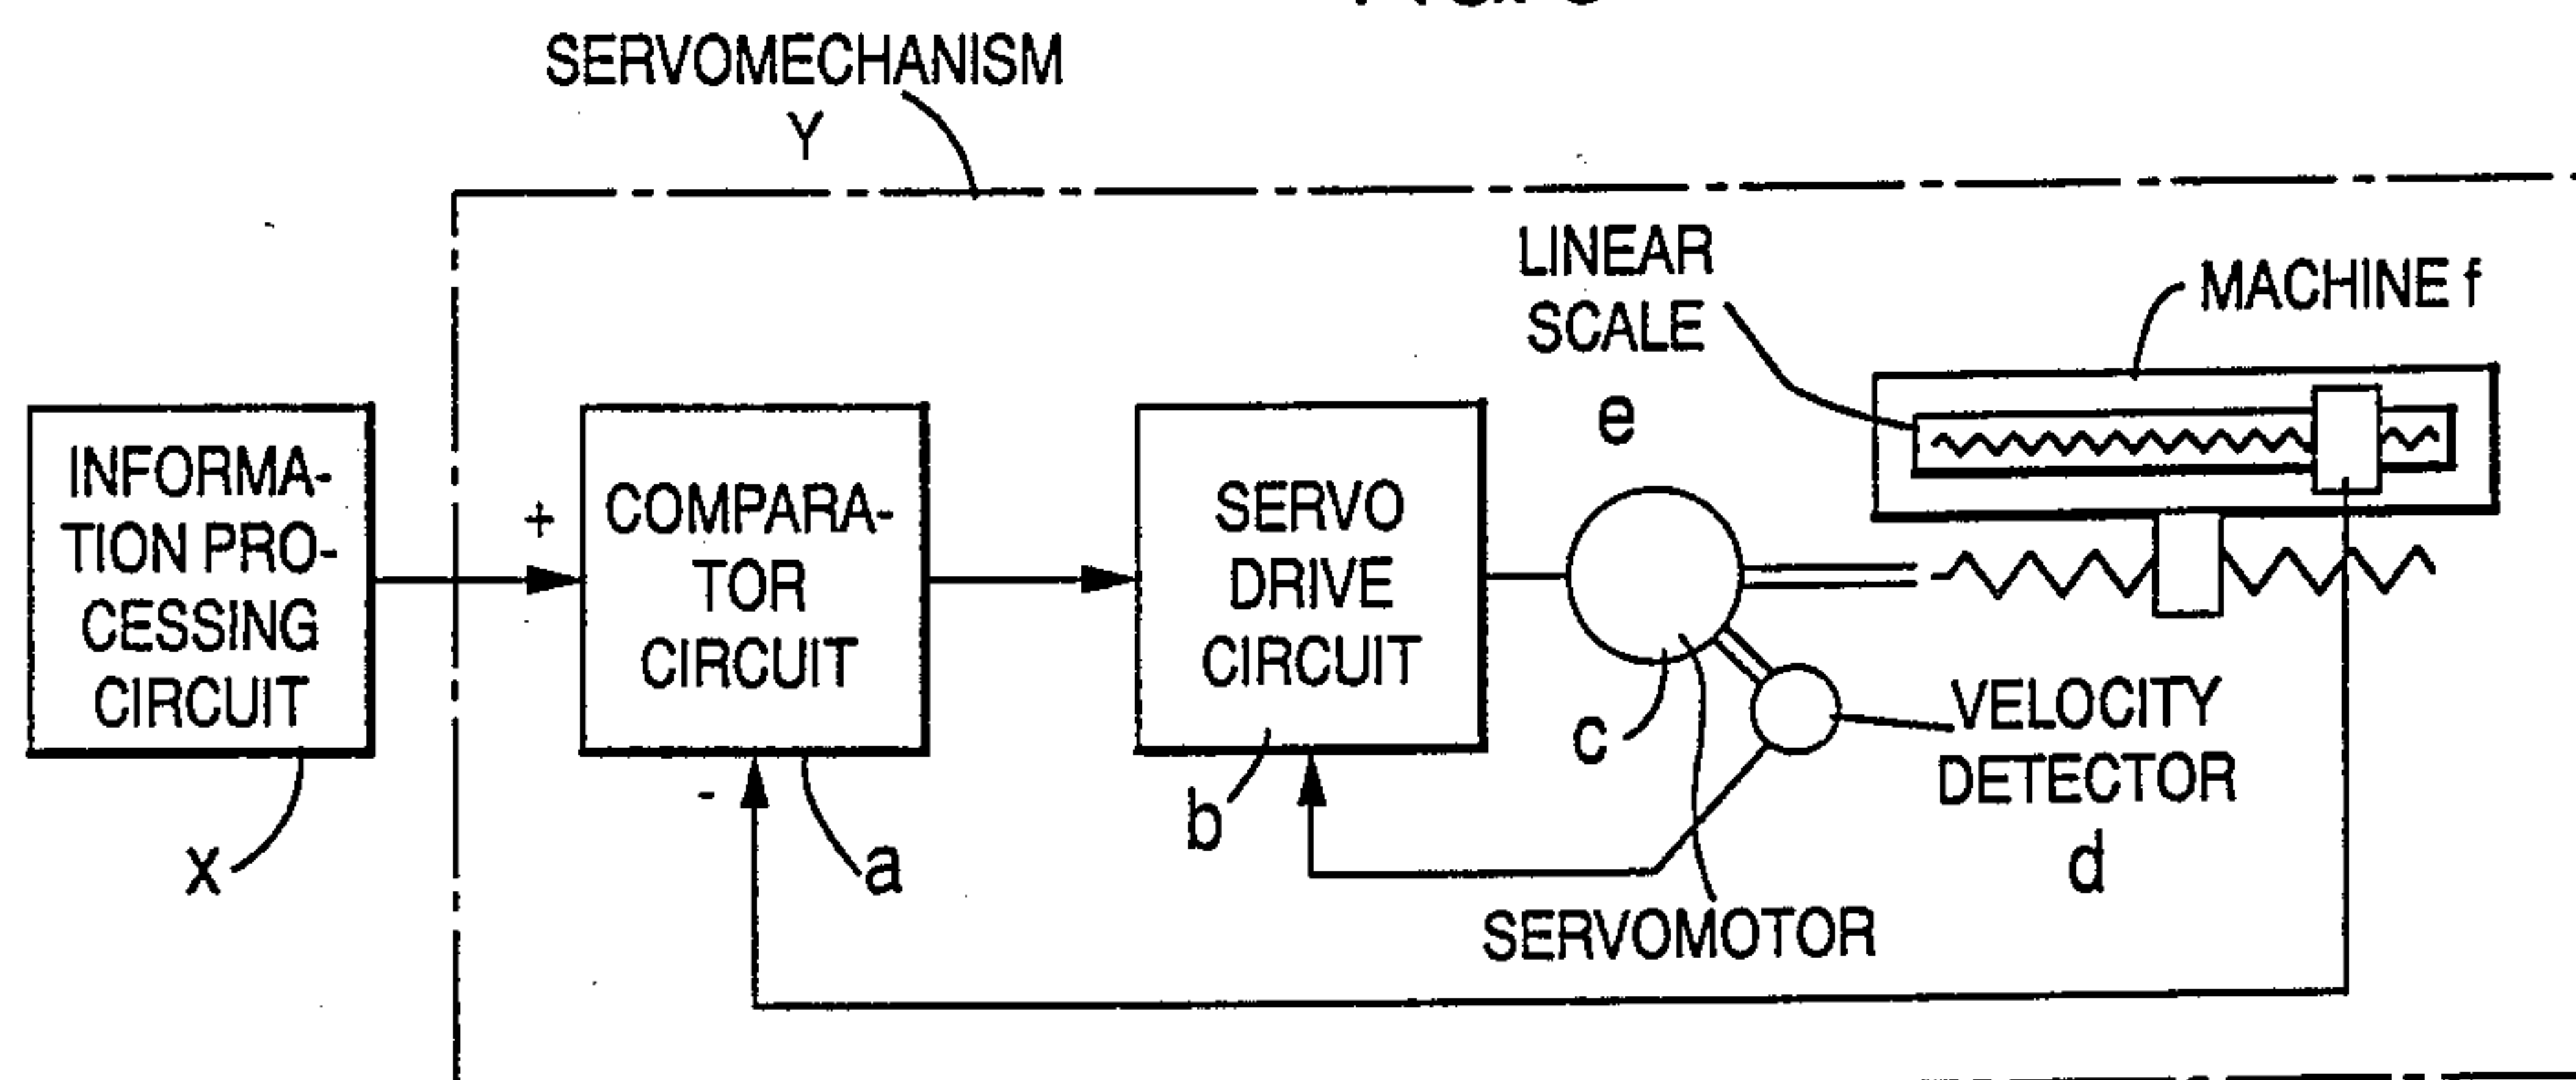 SERVOMECHANISM
Y
LINEAR
SCALE
e
MACHINE f
INFORMA-
TION PRO-
CESSING
CIRCUIT
x
+
COMPARA-
TOR
CIRCUIT
-
a
SERVO
DRIVE
CIRCUIT
b
c
SERVOMOTOR
VELOCITY
DETECTOR
d